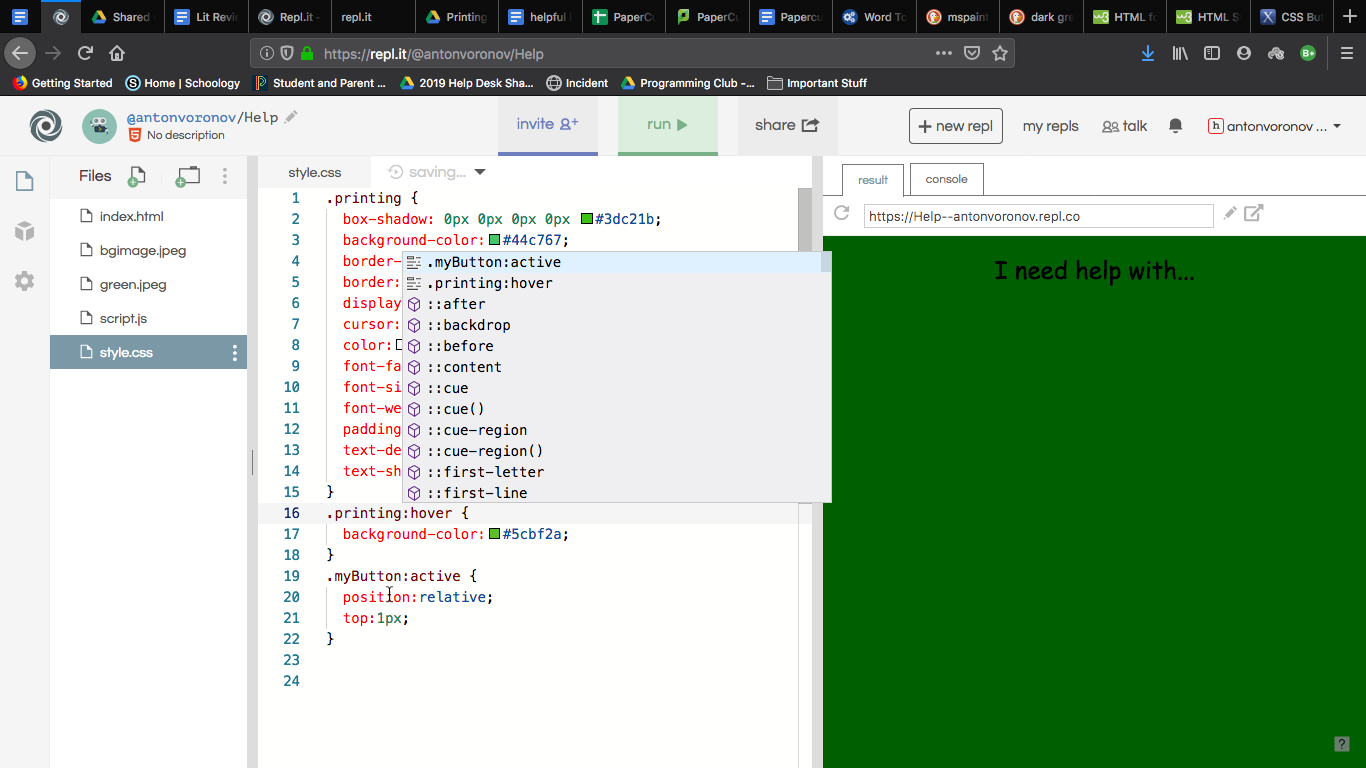 Shared
Lit Revi
Repl.it -
repl.it
Printing
helpful
PaperCu
PaperCu
Papercu
Word To
mspaint
dark gre
HTML fo
HTML S
CSS But
https://repl.it/@antonvoronov/Help
Getting Started
Home | Schoology
Student and Parent ...
2019 Help Desk Sha...
Incident
Programming Club -...
Important Stuff
@antonvoronov/Help
No description
invite
run
share
+ new repl
my repls
talk
h antonvoronov ...
Files
index.html
bgimage.jpeg
green.jpeg
script.js
style.css
style.css
saving...
1 .printing {
2 box-shadow: 0px 0px 0px 0px #3dc21b;
3 background-color: #44c767;
4 border-
5 border:
6 display
7 cursor:
8 color:
9 font-fa
10 font-si
11 font-we
12 padding
13 text-de
14 text-sh
15 }
16 .printing:hover {
17 background-color: #5cbf2a;
18 }
19 .myButton:active {
20 position:relative;
21 top:1px;
22 }
23
24
.myButton:active
.printing:hover
::after
::backdrop
::before
::content
::cue
::cue()
::cue-region
::cue-region()
::first-letter
::first-line
result
console
https://Help--antonvoronov.repl.co
I need help with...
?